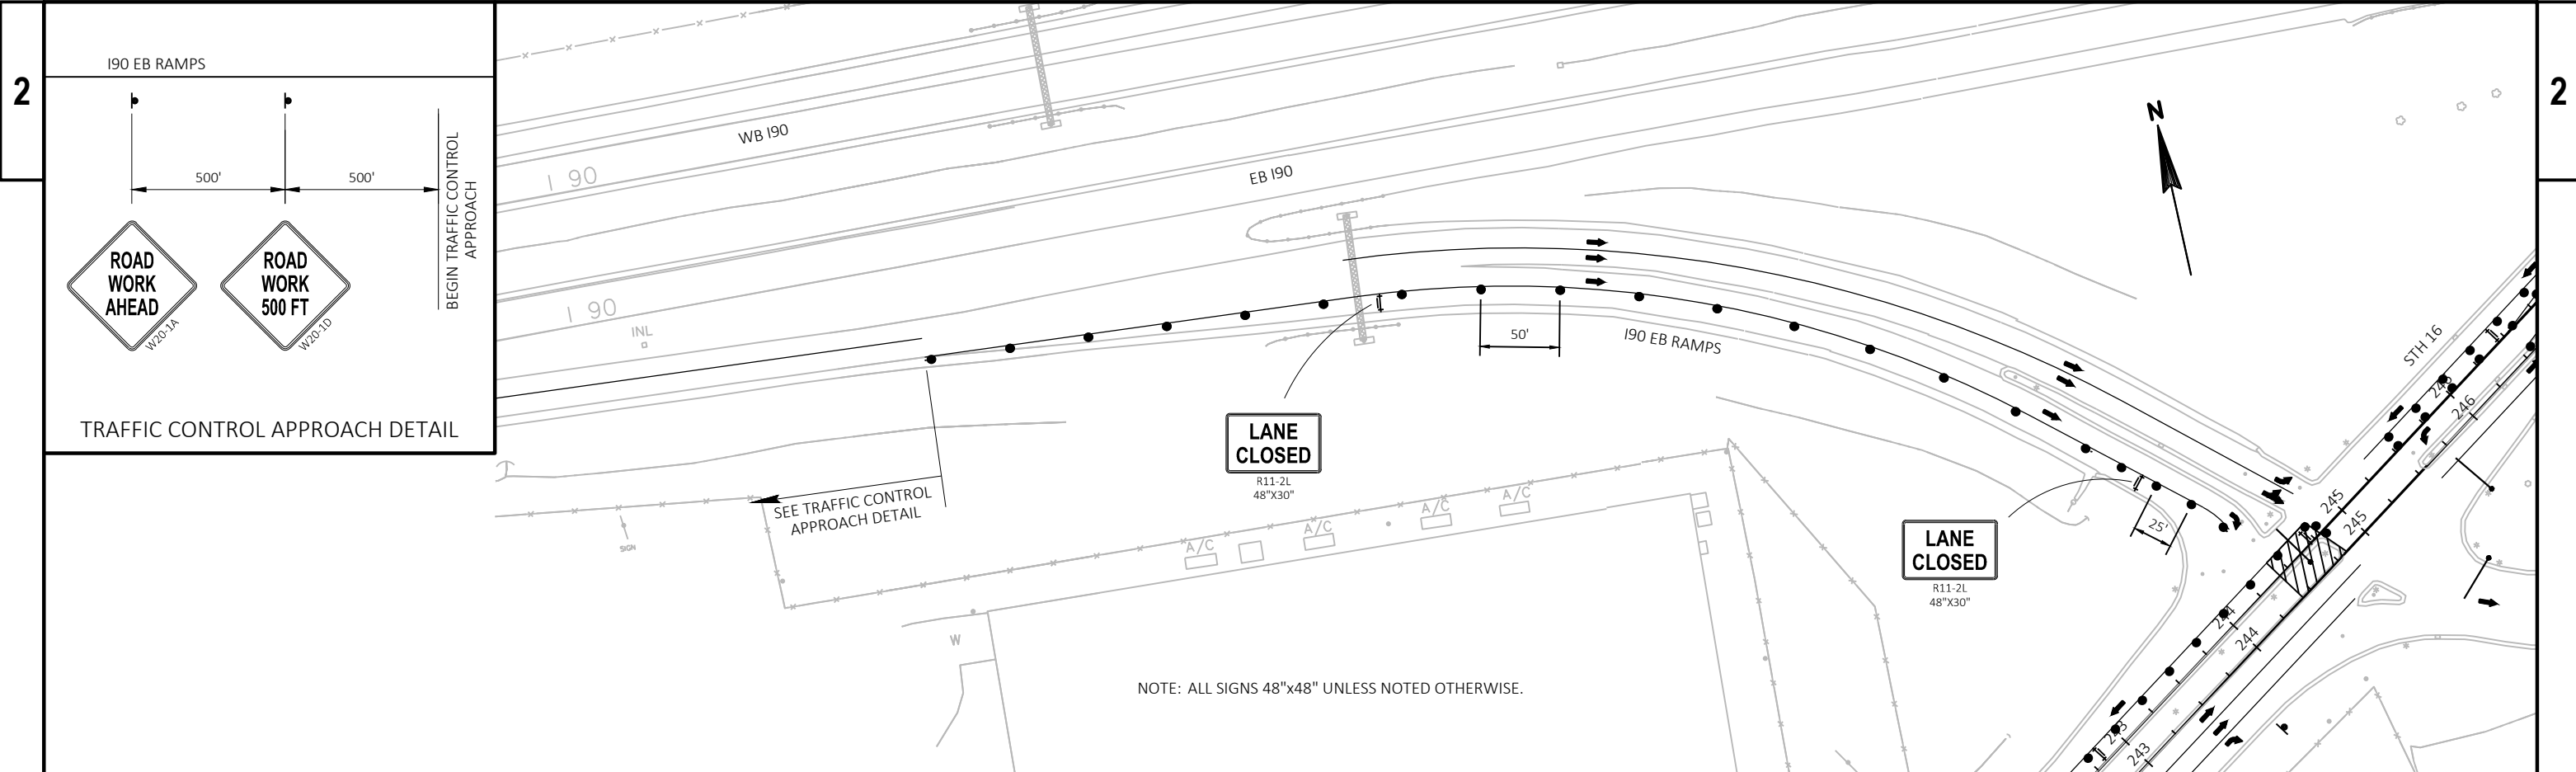 2
I90 EB RAMPS
500'
500'
BEGIN TRAFFIC CONTROL
APPROACH
ROAD
WORK
AHEAD
W20-1A
ROAD
WORK
500 FT
W20-1D
TRAFFIC CONTROL APPROACH DETAIL
WB I90
I 90
EB I90
I 90
INL
N
2
50'
I90 EB RAMPS
STH 16
LANE
CLOSED
R11-2L
48"X30"
SEE TRAFFIC CONTROL
APPROACH DETAIL
SIGN
A/C
A/C
A/C
A/C
W
25'
LANE
CLOSED
R11-2L
48"X30"
246
245
245
244
244
243
243
NOTE: ALL SIGNS 48"x48" UNLESS NOTED OTHERWISE.